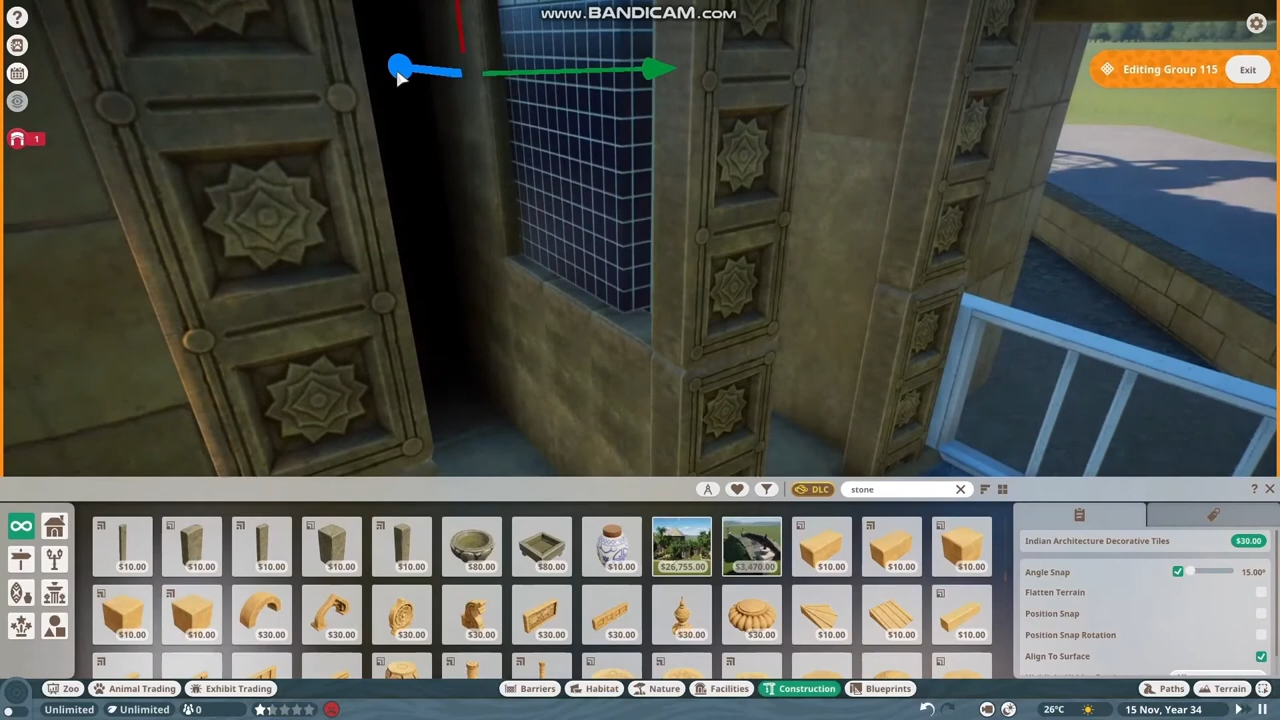 www.BANDICAM.com
?
Editing Group 115
Exit
1
DLC
stone
?
$10.00 $10.00 $10.00 $10.00 $10.00 $80.00 $80.00 $10.00 $26,755.00 $3,470.00 $10.00 $10.00 $10.00
$10.00 $10.00 $30.00 $30.00 $30.00 $30.00 $30.00 $30.00 $30.00 $30.00 $10.00 $10.00 $10.00
Indian Architecture Decorative Tiles $30.00
Angle Snap 15.00°
Flatten Terrain
Position Snap
Position Snap Rotation
Align To Surface
Zoo Animal Trading Exhibit Trading Barriers Habitat Nature Facilities Construction Blueprints Paths Terrain
Unlimited Unlimited 0 26°C 15 Nov, Year 34